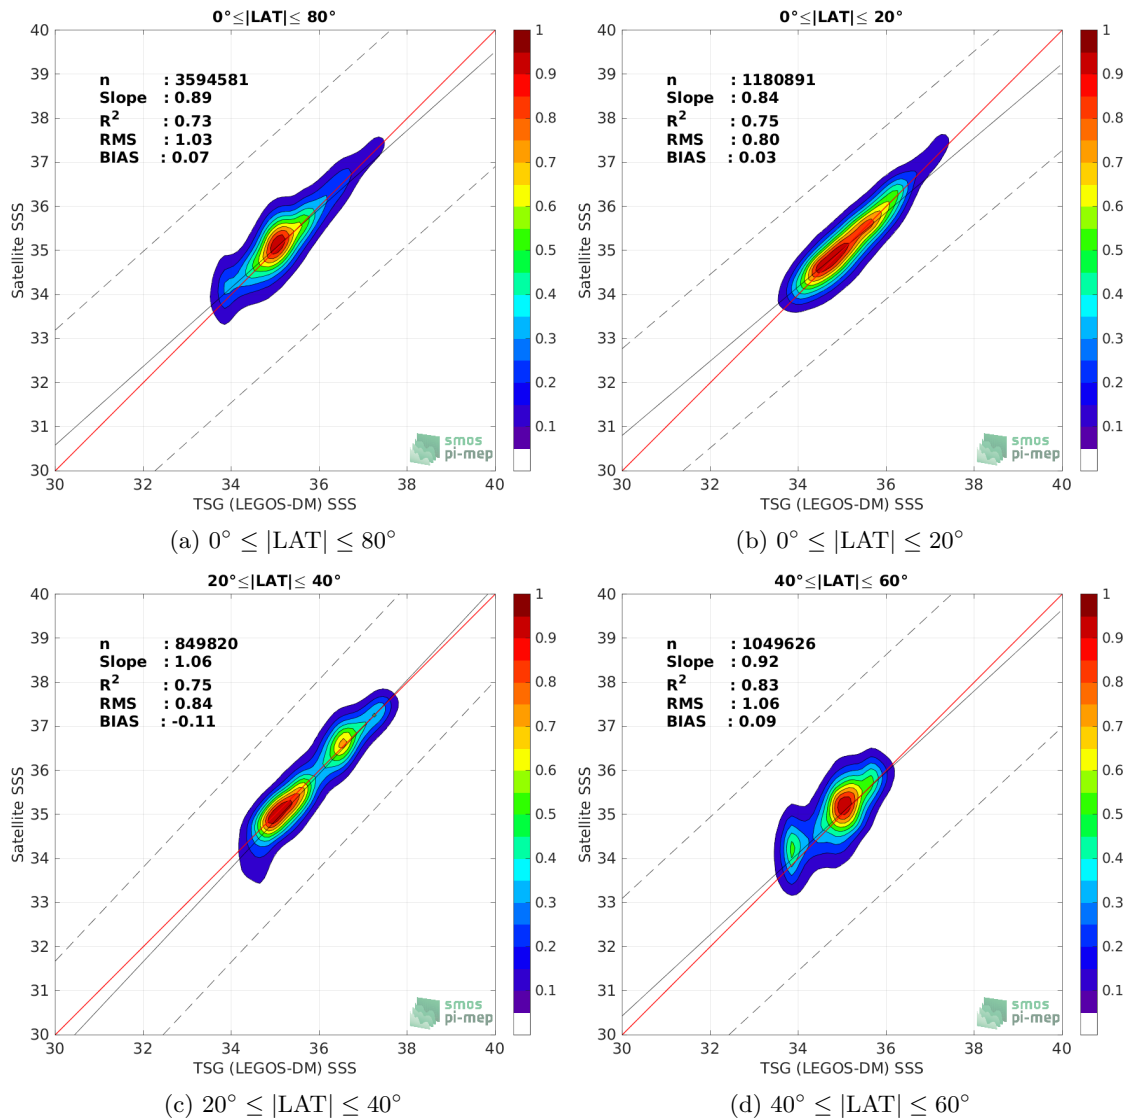 0°≤|LAT|≤ 80°
40
39
38
37
36
35
34
33
32
31
30
Satellite SSS
n : 3594581
Slope : 0.89
R2 : 0.73
RMS : 1.03
BIAS : 0.07
smos
pi-mep
30 32 34 36 38 40
TSG (LEGOS-DM) SSS
1
0.9
0.8
0.7
0.6
0.5
0.4
0.3
0.2
0.1
(a) 0° ≤ |LAT| ≤ 80°
0°≤|LAT|≤ 20°
40
39
38
37
36
35
34
33
32
31
30
Satellite SSS
n : 1180891
Slope : 0.84
R2 : 0.75
RMS : 0.80
BIAS : 0.03
smos
pi-mep
30 32 34 36 38 40
TSG (LEGOS-DM) SSS
1
0.9
0.8
0.7
0.6
0.5
0.4
0.3
0.2
0.1
(b) 0° ≤ |LAT| ≤ 20°
20°≤|LAT|≤ 40°
40
39
38
37
36
35
34
33
32
31
30
Satellite SSS
n : 849820
Slope : 1.06
R2 : 0.75
RMS : 0.84
BIAS : -0.11
smos
pi-mep
30 32 34 36 38 40
TSG (LEGOS-DM) SSS
1
0.9
0.8
0.7
0.6
0.5
0.4
0.3
0.2
0.1
(c) 20° ≤ |LAT| ≤ 40°
40°≤|LAT|≤ 60°
40
39
38
37
36
35
34
33
32
31
30
Satellite SSS
n : 1049626
Slope : 0.92
R2 : 0.83
RMS : 1.06
BIAS : 0.09
smos
pi-mep
30 32 34 36 38 40
TSG (LEGOS-DM) SSS
1
0.9
0.8
0.7
0.6
0.5
0.4
0.3
0.2
0.1
(d) 40° ≤ |LAT| ≤ 60°